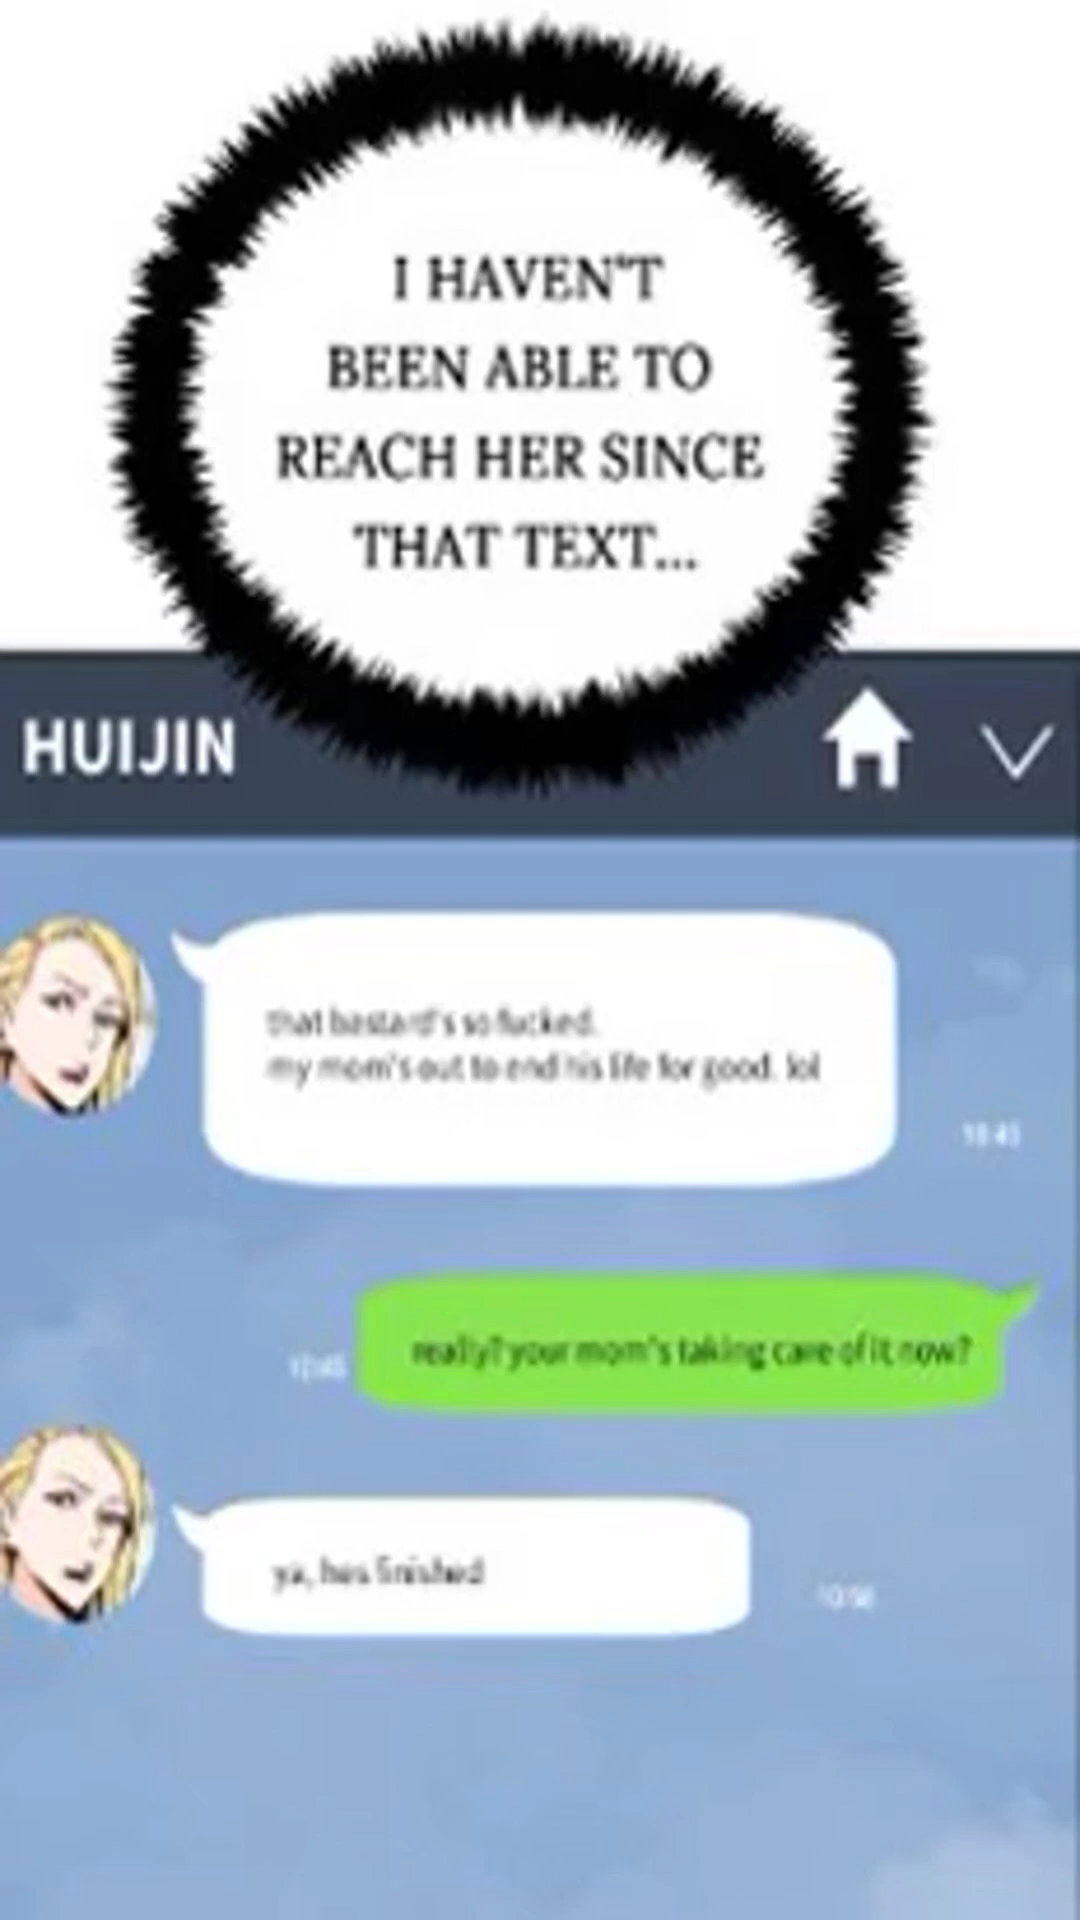 I HAVEN'T
BEEN ABLE TO
REACH HER SINCE
THAT TEXT...
HUIJIN
that bastard's so fucked.
my mom's out to end his life for good. lol
really? your mom's taking care of it now?
ya, hes finished